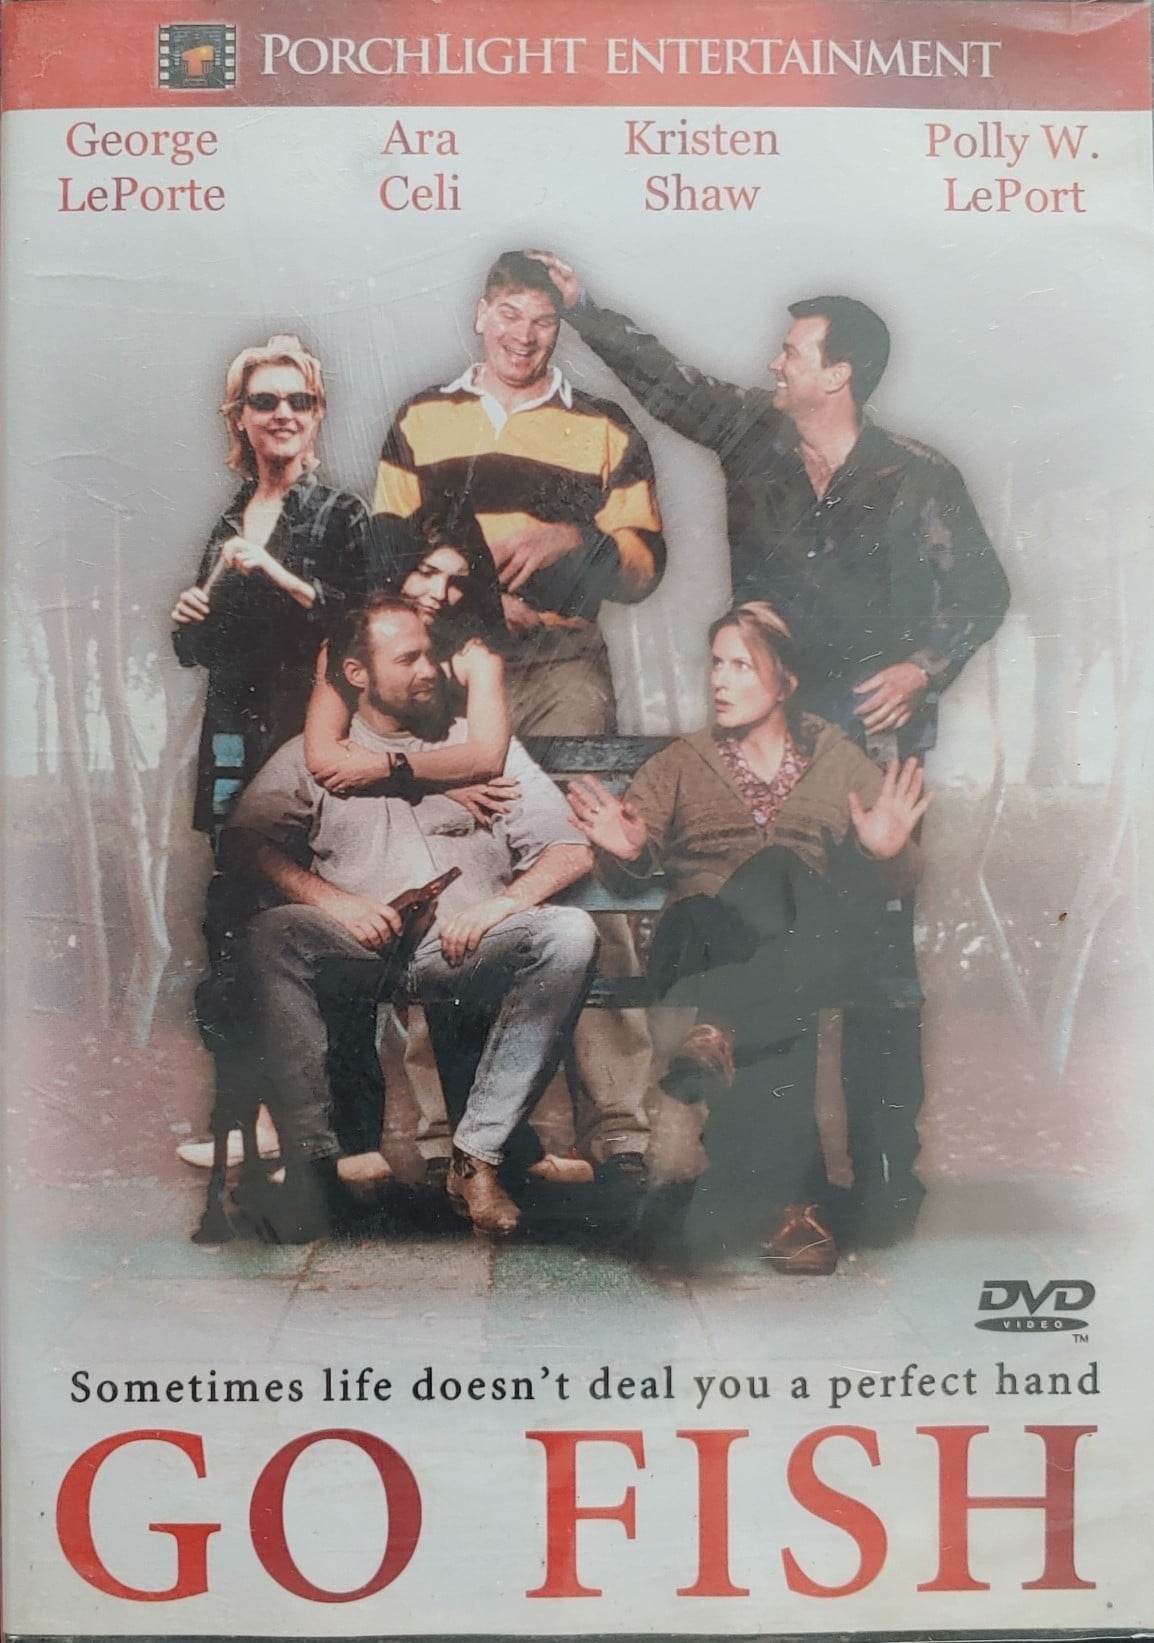 PORCHLIGHT ENTERTAINMENT
George LePorte
Ara Celi
Kristen Shaw
Polly W. LePort
DVD
VIDEO
TM
Sometimes life doesn't deal you a perfect hand
GO FISH